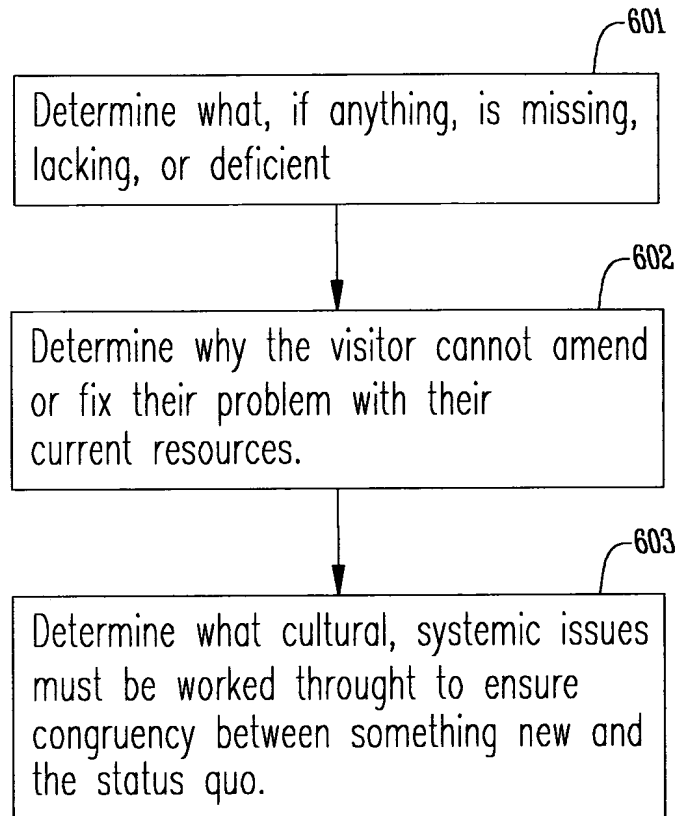 601
Determine what, if anything, is missing,
lacking, or deficient
602
Determine why the visitor cannot amend
or fix their problem with their
current resources.
603
Determine what cultural, systemic issues
must be worked throught to ensure
congruency between something new and
the status quo.